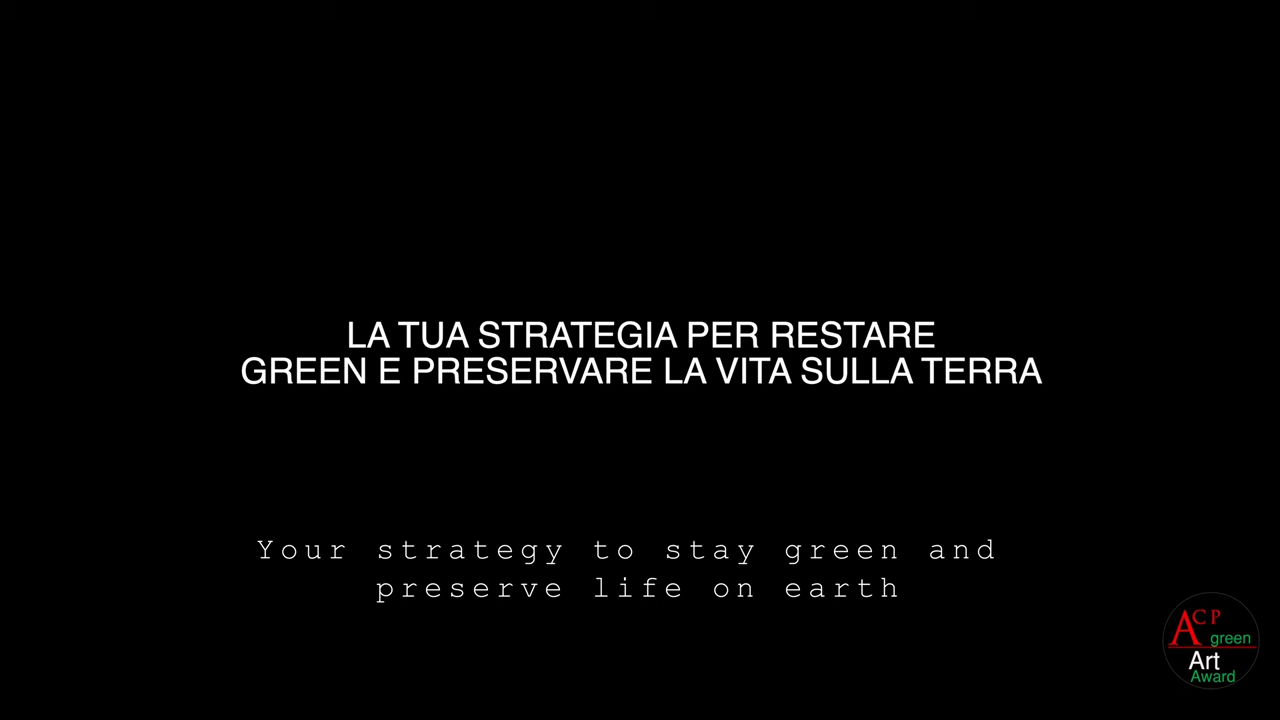 LA TUA STRATEGIA PER RESTARE
GREEN E PRESERVARE LA VITA SULLA TERRA
Your strategy to stay green and
preserve life on earth
ACP
green
Art
Award